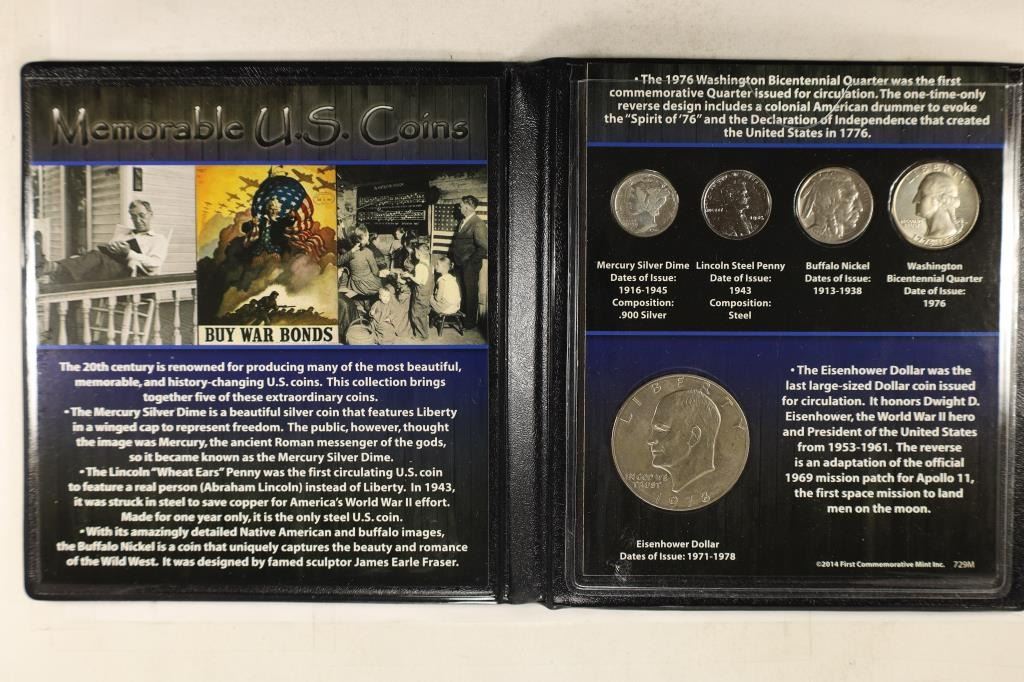 Memorable U.S. Coins
BUY WAR BONDS
The 20th century is renowned for producing many of the most beautiful,
memorable, and history-changing U.S. coins. This collection brings
together five of these extraordinary coins.
• The Mercury Silver Dime is a beautiful silver coin that features Liberty
in a winged cap to represent freedom. The public, however, thought
the image was Mercury, the ancient Roman messenger of the gods,
so it became known as the Mercury Silver Dime.
• The Lincoln "Wheat Ears" Penny was the first circulating U.S. coin
to feature a real person (Abraham Lincoln) instead of Liberty. In 1943,
it was struck in steel to save copper for America's World War II effort.
Made for one year only, it is the only steel U.S. coin.
• With its amazingly detailed Native American and buffalo images,
the Buffalo Nickel is a coin that uniquely captures the beauty and romance
of the Wild West. It was designed by famed sculptor James Earle Fraser.
• The 1976 Washington Bicentennial Quarter was the first
commemorative Quarter issued for circulation. The one-time-only
reverse design includes a colonial American drummer to evoke
the "Spirit of '76" and the Declaration of Independence that created
the United States in 1776.
LIBERTY
Mercury Silver Dime
Dates of Issue:
1916-1945
Composition:
.900 Silver
Lincoln Steel Penny
Date of Issue:
1943
Composition:
Steel
Buffalo Nickel
Dates of Issue:
1913-1938
Washington
Bicentennial Quarter
Date of Issue:
1976
LIBERTY
IN GOD WE
TRUST
1978
Eisenhower Dollar
Dates of Issue: 1971-1978
• The Eisenhower Dollar was the
last large-sized Dollar coin issued
for circulation. It honors Dwight D.
Eisenhower, the World War II hero
and President of the United States
from 1953-1961. The reverse
is an adaptation of the official
1969 mission patch for Apollo 11,
the first space mission to land
men on the moon.
©2014 First Commemorative Mint Inc. 729M